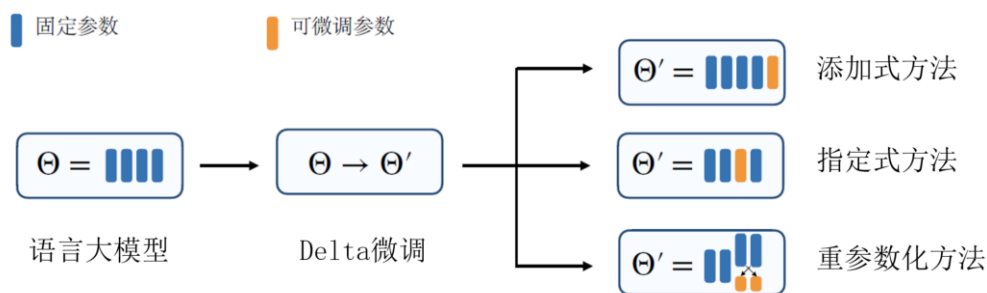 固定参数
可微调参数
Θ′ =
添加式方法
Θ =
Θ → Θ′
Θ′ =
指定式方法
语言大模型
Delta微调
Θ′ =
重参数化方法